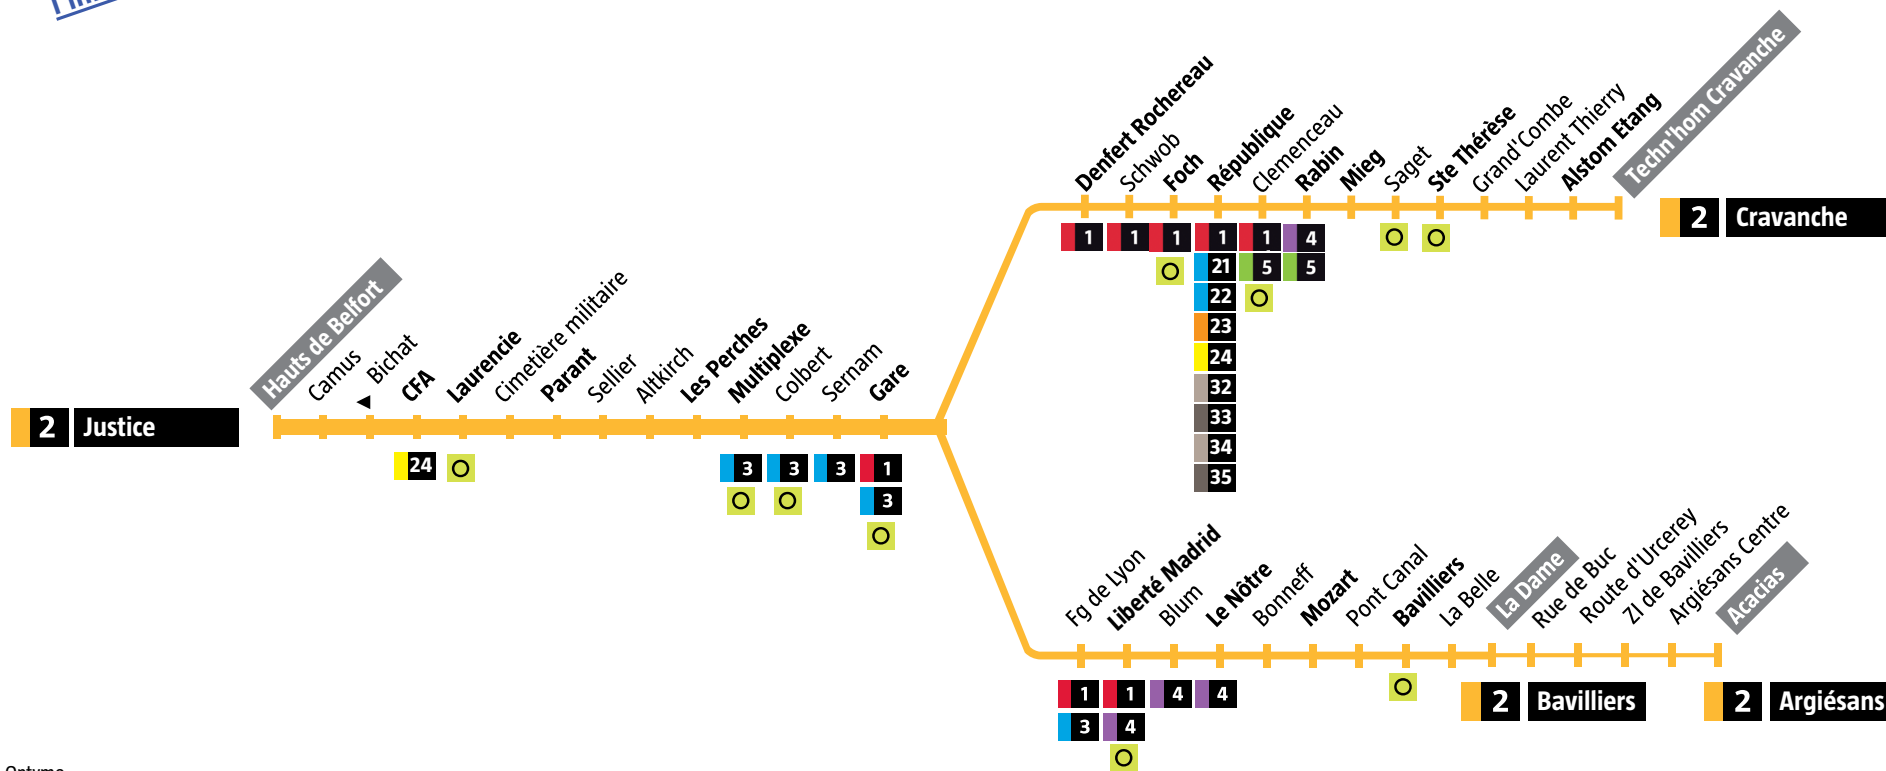 Denfert Rochereau
Schwob
Foch
République
Clemenceau
Rabin
Mieg
Saget
Ste Thérèse
Grand'Combe
Laurent Thierry
Alstom Etang
Techn'hom Cravanche
2 Cravanche
1 1 1 1 1 4
21 5 5
22
23
24
32
33
34
35
Hauts de Belfort
Camus
Bichat
CFA
Laurencie
Cimetière militaire
Parant
Sellier
Altkirch
Les Perches
Multiplexe
Colbert
Sernam
Gare
2 Justice
24 3 3 3 1
3
Fg de Lyon
Liberté Madrid
Blum
Le Nôtre
Bonneff
Mozart
Pont Canal
Bavilliers
La Belle
La Dame
Rue de Buc
Route d'Urcerey
ZI de Bavilliers
Argiésans Centre
Acacias
1 1 4 4
3 4
2 Bavilliers
2 Argiésans